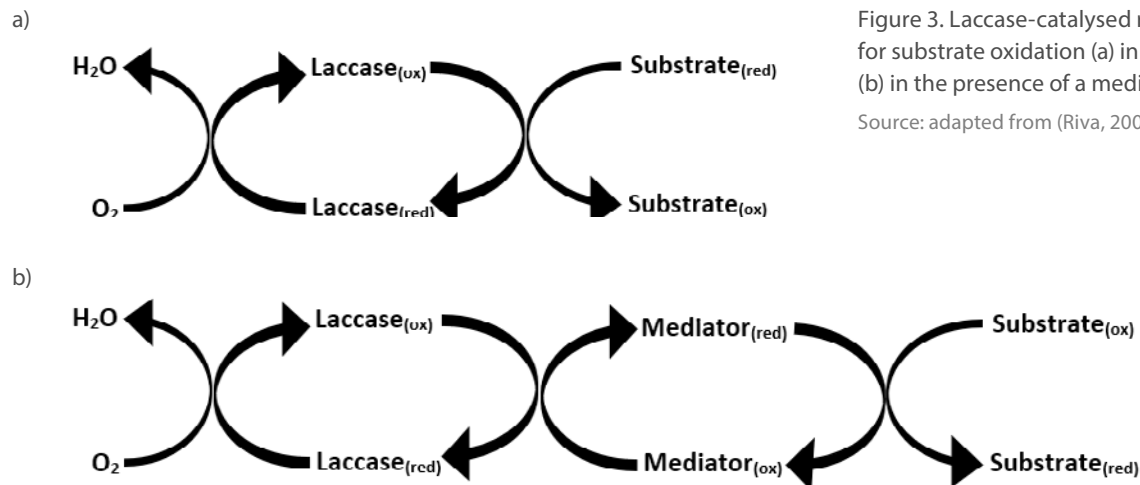 a)
Figure 3. Laccase-catalysed r
for substrate oxidation (a) in
(b) in the presence of a medi
Source: adapted from (Riva, 200
H₂O Laccase(ox) Substrate(red)
O₂ Laccase(red) Substrate(ox)
b)
H₂O Laccase(ox) Mediator(red) Substrate(ox)
O₂ Laccase(red) Mediator(ox) Substrate(red)